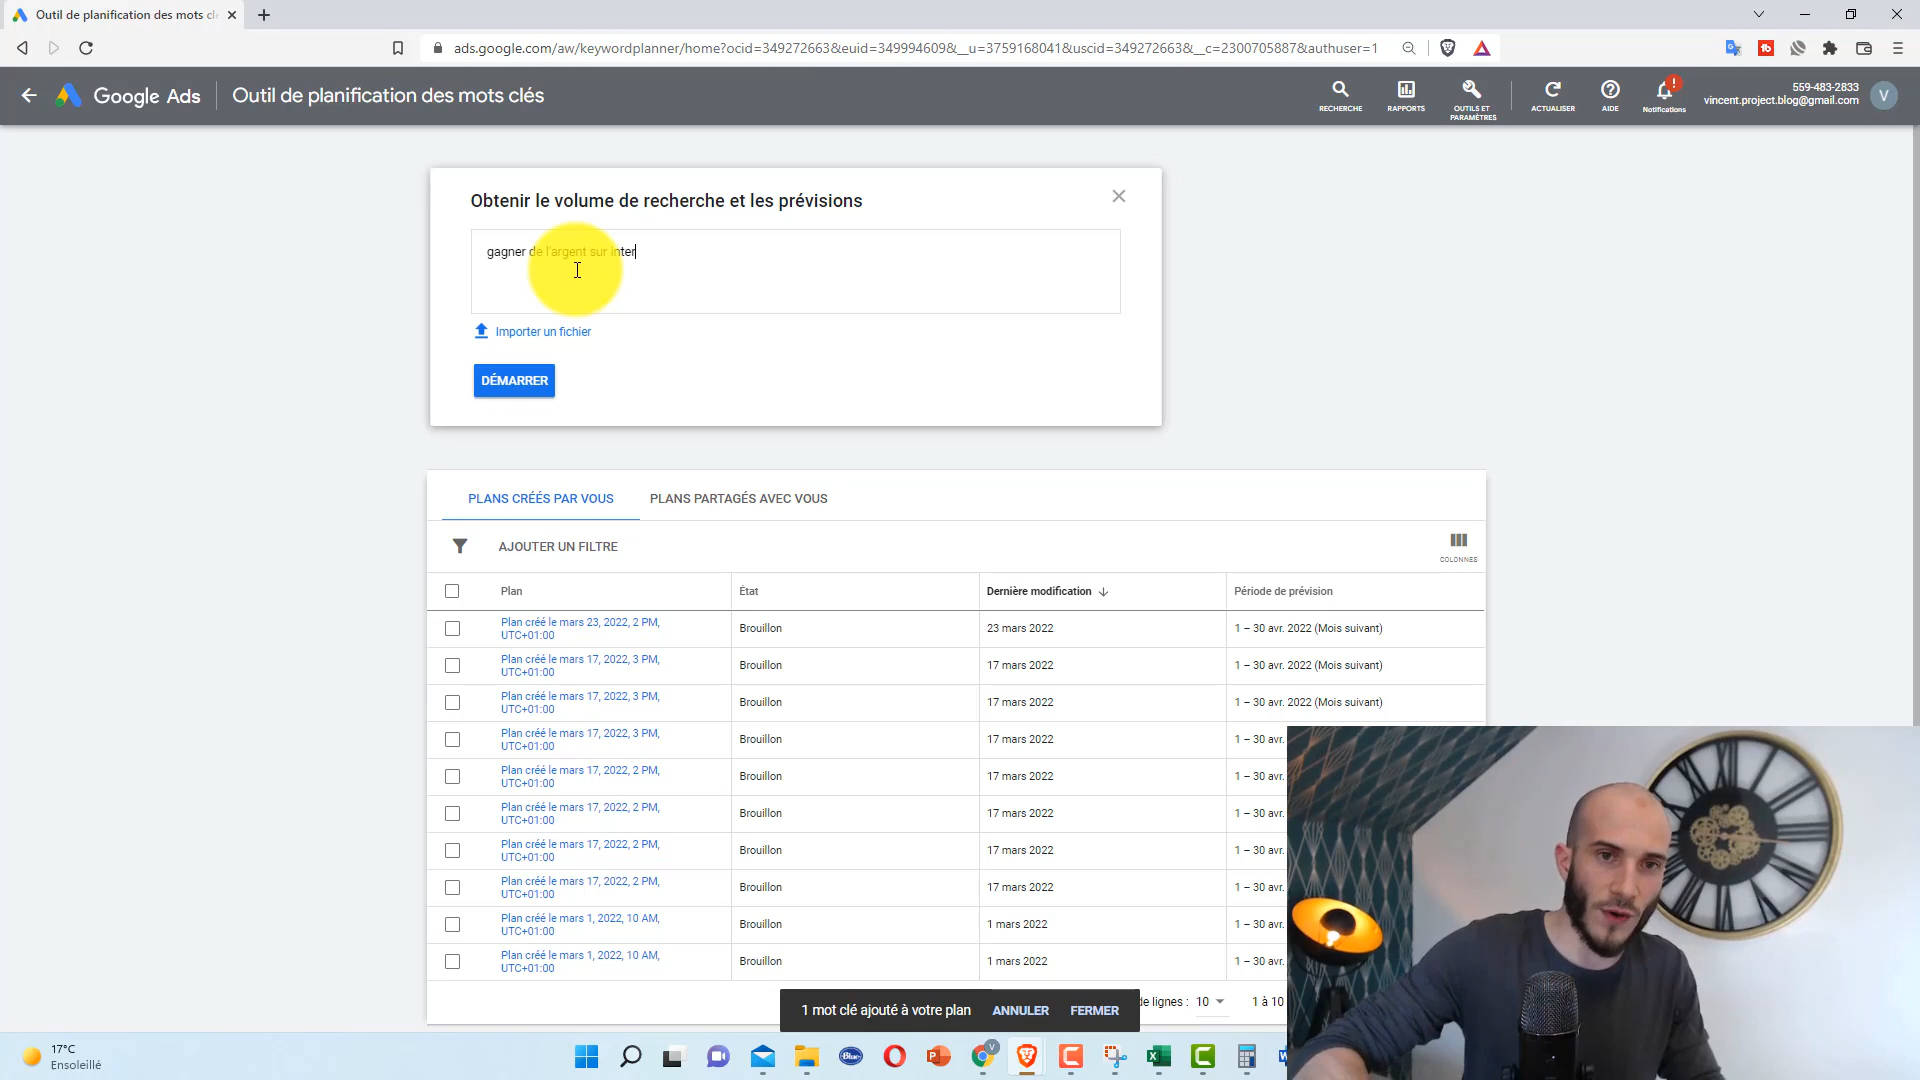 Outil de planification des mots cl
ads.google.com/aw/keywordplanner/home?ocid=349272663&euid=349994609&__u=3759168041&uscid=349272663&__c=2300705887&authuser=1
Google Ads
Outil de planification des mots clés
RECHERCHE
RAPPORTS
OUTILS ET PARAMÈTRES
ACTUALISER
AIDE
Notifications
559-483-2833
vincent.project.blog@gmail.com
V
Obtenir le volume de recherche et les prévisions
gagner de l'argent sur inter
Importer un fichier
DÉMARRER
PLANS CRÉÉS PAR VOUS
PLANS PARTAGÉS AVEC VOUS
AJOUTER UN FILTRE
COLONNES
Plan État Dernière modification Période de prévision
Plan créé le mars 23, 2022, 2 PM, UTC+01:00 Brouillon 23 mars 2022 1 – 30 avr. 2022 (Mois suivant)
Plan créé le mars 17, 2022, 3 PM, UTC+01:00 Brouillon 17 mars 2022 1 – 30 avr. 2022 (Mois suivant)
Plan créé le mars 17, 2022, 3 PM, UTC+01:00 Brouillon 17 mars 2022 1 – 30 avr. 2022 (Mois suivant)
Plan créé le mars 17, 2022, 3 PM, UTC+01:00 Brouillon 17 mars 2022 1 – 30 avr.
Plan créé le mars 17, 2022, 2 PM, UTC+01:00 Brouillon 17 mars 2022 1 – 30 avr.
Plan créé le mars 17, 2022, 2 PM, UTC+01:00 Brouillon 17 mars 2022 1 – 30 avr.
Plan créé le mars 17, 2022, 2 PM, UTC+01:00 Brouillon 17 mars 2022 1 – 30 avr.
Plan créé le mars 17, 2022, 2 PM, UTC+01:00 Brouillon 17 mars 2022 1 – 30 avr.
Plan créé le mars 1, 2022, 10 AM, UTC+01:00 Brouillon 1 mars 2022 1 – 30 avr.
Plan créé le mars 1, 2022, 10 AM, UTC+01:00 Brouillon 1 mars 2022 1 – 30 avr.
de lignes : 10 1 à 10
1 mot clé ajouté à votre plan ANNULER FERMER
17°C
Ensoleillé